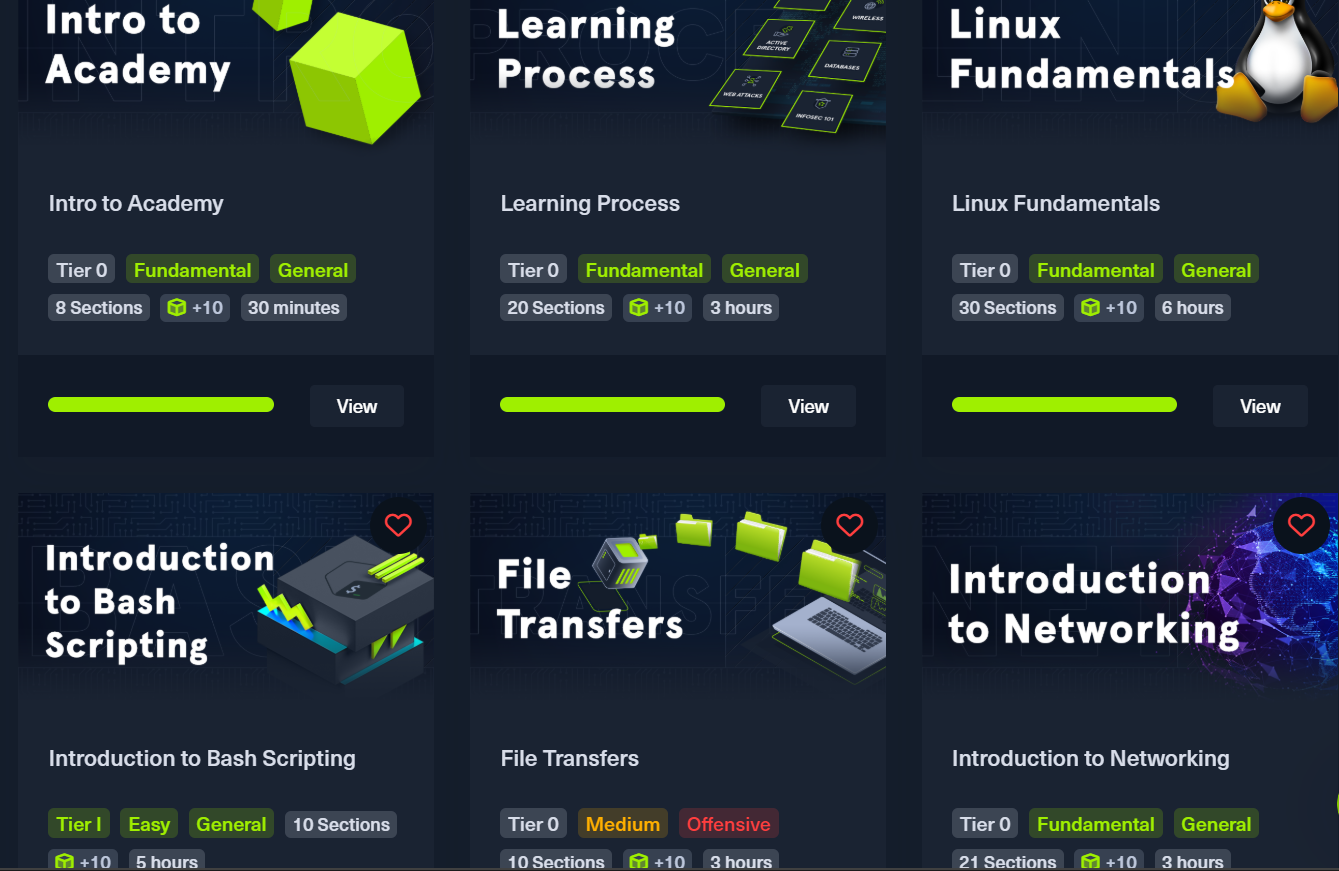 Intro to
Academy
Learning
Process
WIRELESS
ACTIVE
DIRECTORY
DATABASES
WEB ATTACKS
INFOSEC 101
Linux
Fundamentals
Intro to Academy
Learning Process
Linux Fundamentals
Tier 0 Fundamental General
Tier 0 Fundamental General
Tier 0 Fundamental General
8 Sections +10 30 minutes
20 Sections +10 3 hours
30 Sections +10 6 hours
View
View
View
Introduction
to Bash
Scripting
File
Transfers
Introduction
to Networking
Introduction to Bash Scripting
File Transfers
Introduction to Networking
Tier I Easy General 10 Sections
Tier 0 Medium Offensive
Tier 0 Fundamental General
+10 5 hours
10 Sections +10 3 hours
21 Sections +10 3 hours